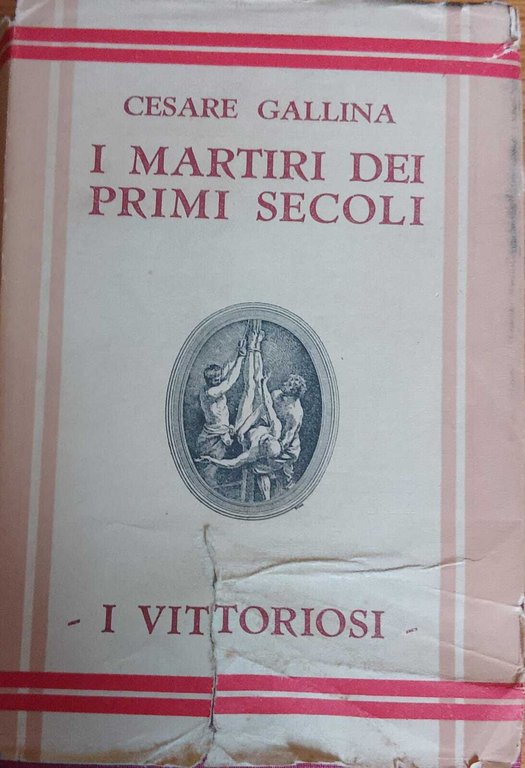 CESARE GALLINA
I MARTIRI DEI
PRIMI SECOLI
- I VITTORIOSI -